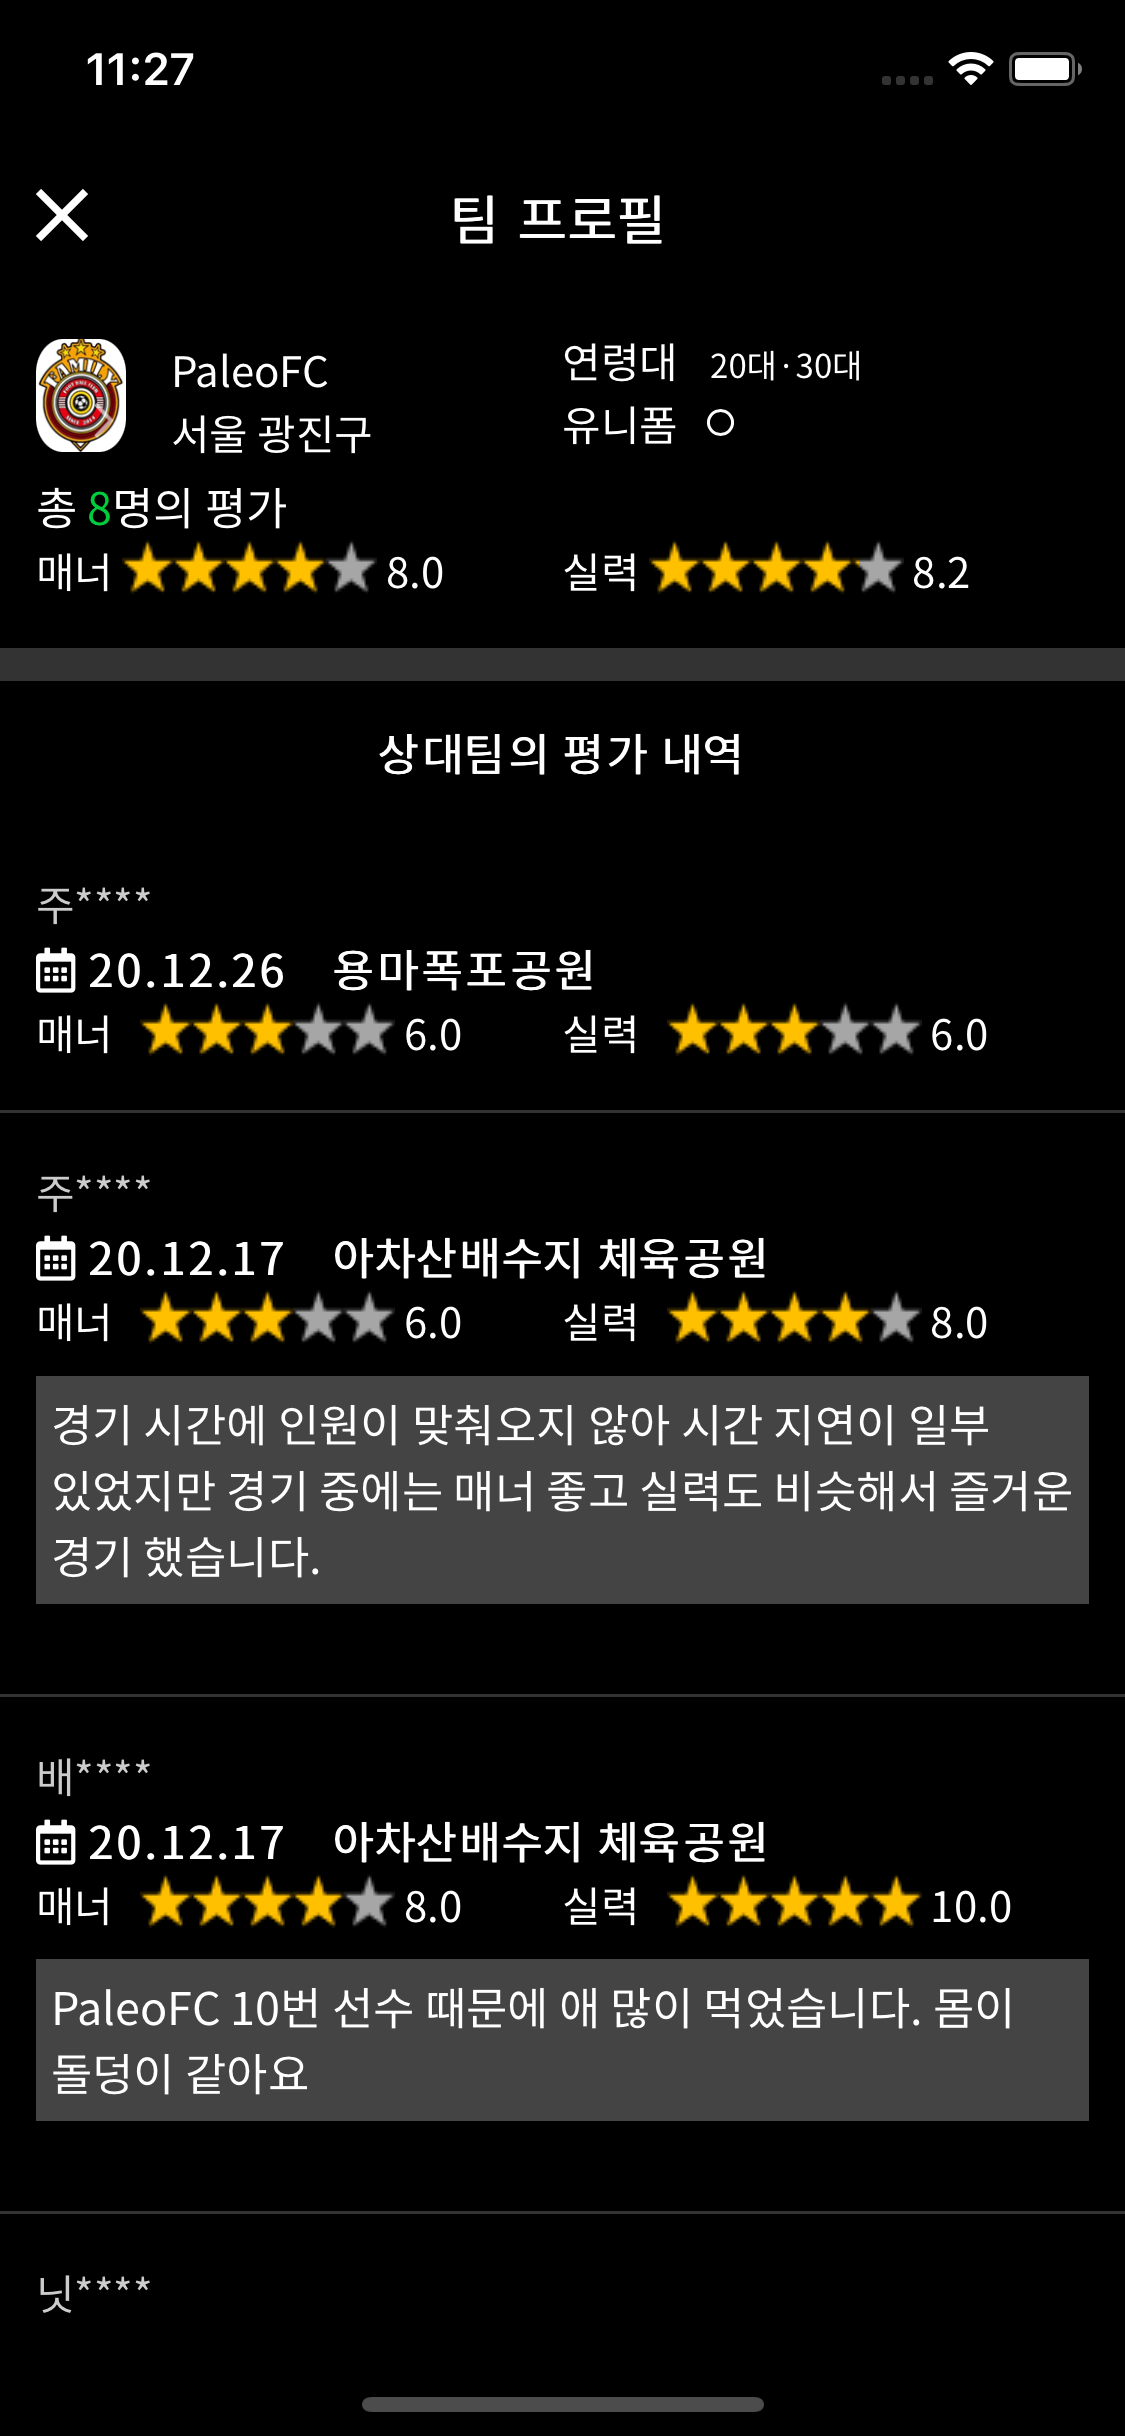 11:27
팀 프로필
FAMILY
PaleoFC
연령대 20대·30대
서울 광진구
유니폼 O
총 8명의 평가
매너 8.0 실력 8.2
상대팀의 평가 내역
주****
20.12.26 용마폭포공원
매너 6.0 실력 6.0
주****
20.12.17 아차산배수지 체육공원
매너 6.0 실력 8.0
경기 시간에 인원이 맞춰오지 않아 시간 지연이 일부
있었지만 경기 중에는 매너 좋고 실력도 비슷해서 즐거운
경기 했습니다.
배****
20.12.17 아차산배수지 체육공원
매너 8.0 실력 10.0
PaleoFC 10번 선수 때문에 애 많이 먹었습니다. 몸이
돌덩이 같아요
닛****